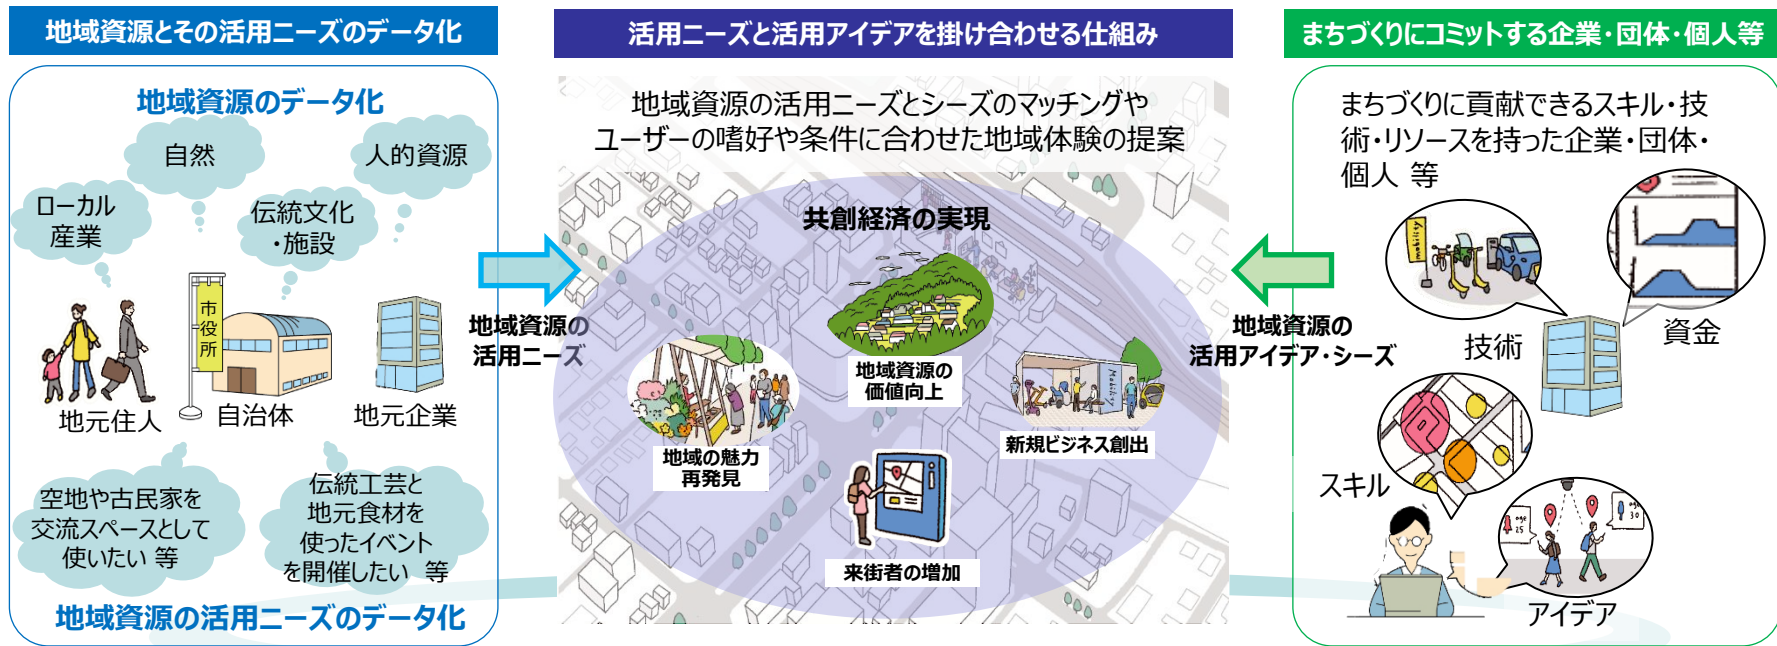 地域資源とその活用ニーズのデータ化
地域資源のデータ化
自然
人的資源
ローカル
産業
伝統文化
・施設
市役所
地元住人
自治体
地元企業
空地や古民家を
交流スペースとして
使いたい 等
伝統工芸と
地元食材を
使ったイベント
を開催したい 等
地域資源の活用ニーズのデータ化
地域資源の
活用ニーズ
活用ニーズと活用アイデアを掛け合わせる仕組み
地域資源の活用ニーズとシーズのマッチングや
ユーザーの嗜好や条件に合わせた地域体験の提案
共創経済の実現
地域資源の
価値向上
地域の魅力
再発見
Mobility
新規ビジネス創出
来街者の増加
地域資源の
活用アイデア・シーズ
まちづくりにコミットする企業・団体・個人等
まちづくりに貢献できるスキル・技
術・リソースを持った企業・団体・
個人 等
mobility
技術
資金
スキル
age
25
age
30
アイデア